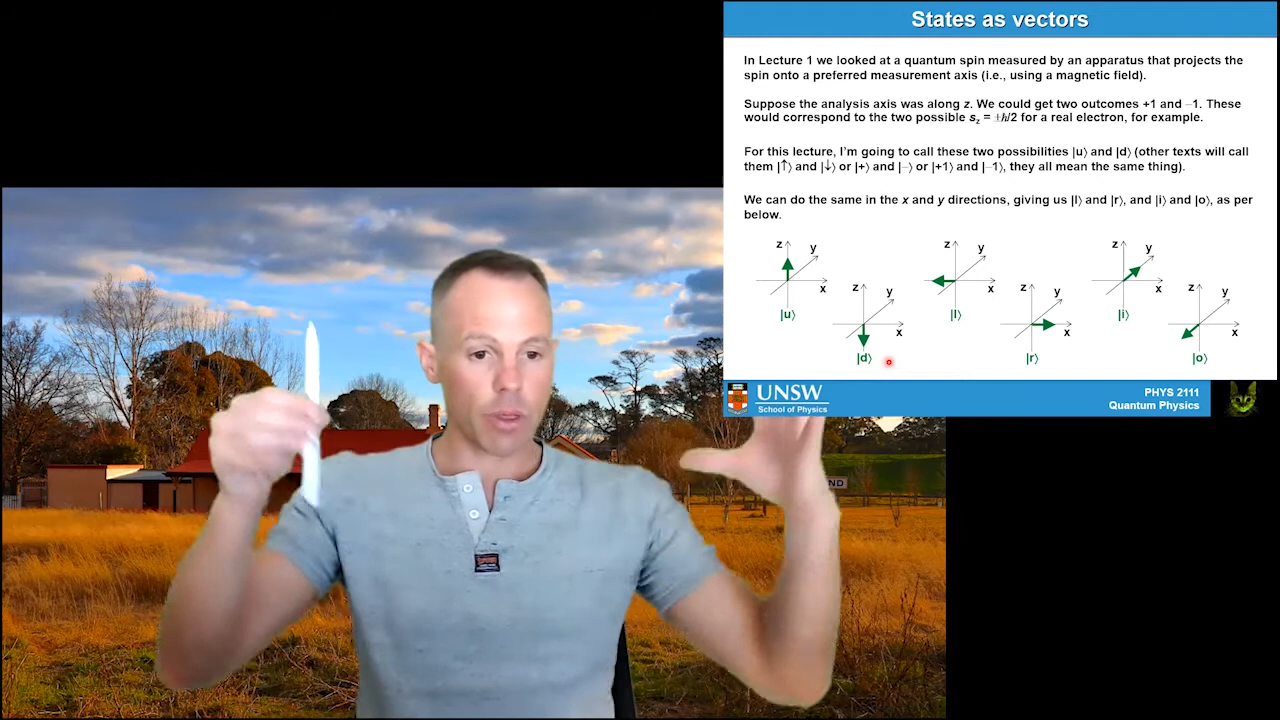 States as vectors
In Lecture 1 we looked at a quantum spin measured by an apparatus that projects the
spin onto a preferred measurement axis (i.e., using a magnetic field).
Suppose the analysis axis was along z. We could get two outcomes +1 and –1. These
would correspond to the two possible s_z = ±ℏ/2 for a real electron, for example.
For this lecture, I'm going to call these two possibilities |u⟩ and |d⟩ (other texts will call
them |↑⟩ and |↓⟩ or |+⟩ and |–⟩ or |+1⟩ and |–1⟩, they all mean the same thing).
We can do the same in the x and y directions, giving us |l⟩ and |r⟩, and |i⟩ and |o⟩, as per
below.
z y x |u⟩
z y x |d⟩
z y x |l⟩
z y x |r⟩
z y x |i⟩
z y x |o⟩
UNSW
School of Physics
PHYS 2111
Quantum Physics
ND